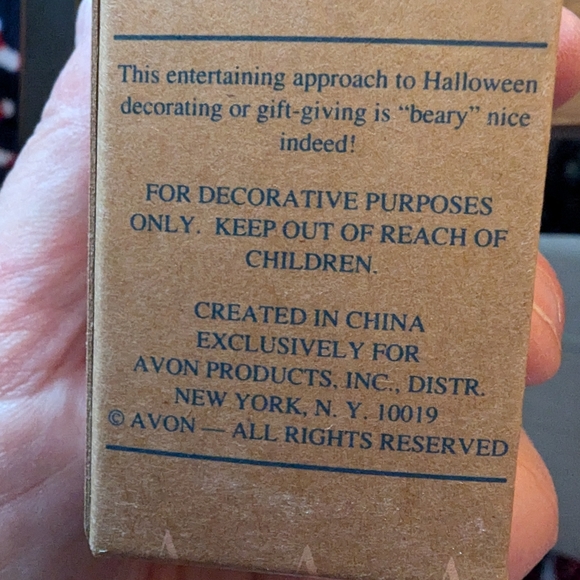 This entertaining approach to Halloween
decorating or gift-giving is “beary” nice
indeed!
FOR DECORATIVE PURPOSES
ONLY. KEEP OUT OF REACH OF
CHILDREN.
CREATED IN CHINA
EXCLUSIVELY FOR
AVON PRODUCTS, INC., DISTR.
NEW YORK, N. Y. 10019
© AVON — ALL RIGHTS RESERVED